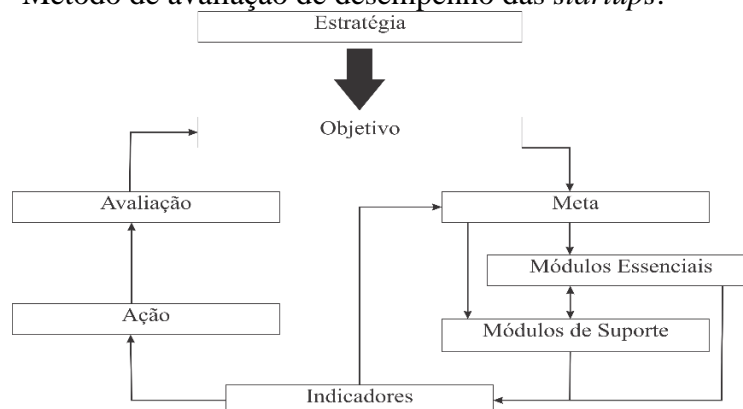 Método de avaliação de desempenho das startups.
Estratégia
Objetivo
Avaliação
Meta
Módulos Essenciais
Ação
Módulos de Suporte
Indicadores